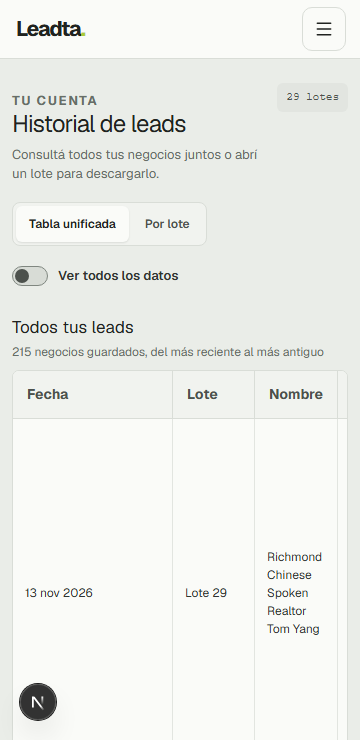 Leadta.
29 lotes
TU CUENTA
Historial de leads
Consultá todos tus negocios juntos o abrí
un lote para descargarlo.
Tabla unificada
Por lote
Ver todos los datos
Todos tus leads
215 negocios guardados, del más reciente al más antiguo
Fecha
Lote
Nombre
13 nov 2026
Lote 29
Richmond
Chinese
Spoken
Realtor
Tom Yang
N